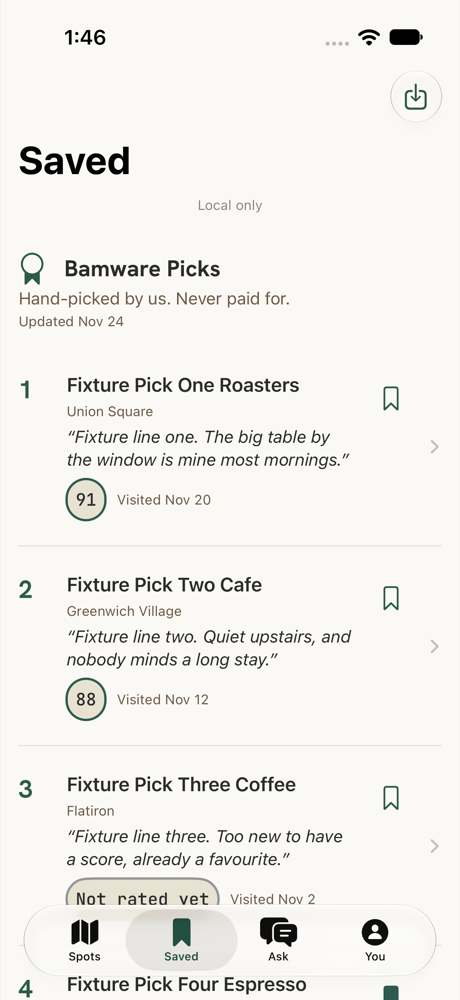 1:46
Saved
Local only
Bamware Picks
Hand-picked by us. Never paid for.
Updated Nov 24
1
Fixture Pick One Roasters
Union Square
“Fixture line one. The big table by
the window is mine most mornings.”
91
Visited Nov 20
2
Fixture Pick Two Cafe
Greenwich Village
“Fixture line two. Quiet upstairs, and
nobody minds a long stay.”
88
Visited Nov 12
3
Fixture Pick Three Coffee
Flatiron
“Fixture line three. Too new to have
a score, already a favourite.”
Not rated yet
Visited Nov 2
Spots
Saved
Ask
You
4
Fixture Pick Four Espresso